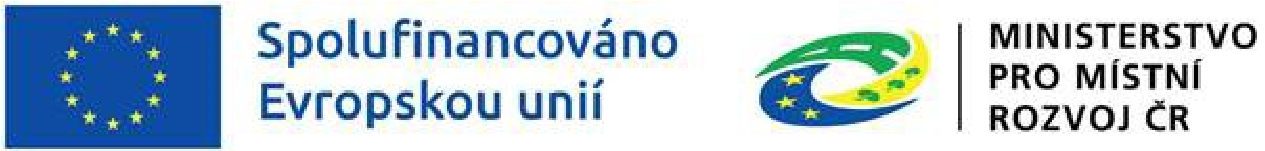 Spolufinancováno
Evropskou unií
MINISTERSTVO
PRO MÍSTNÍ
ROZVOJ ČR